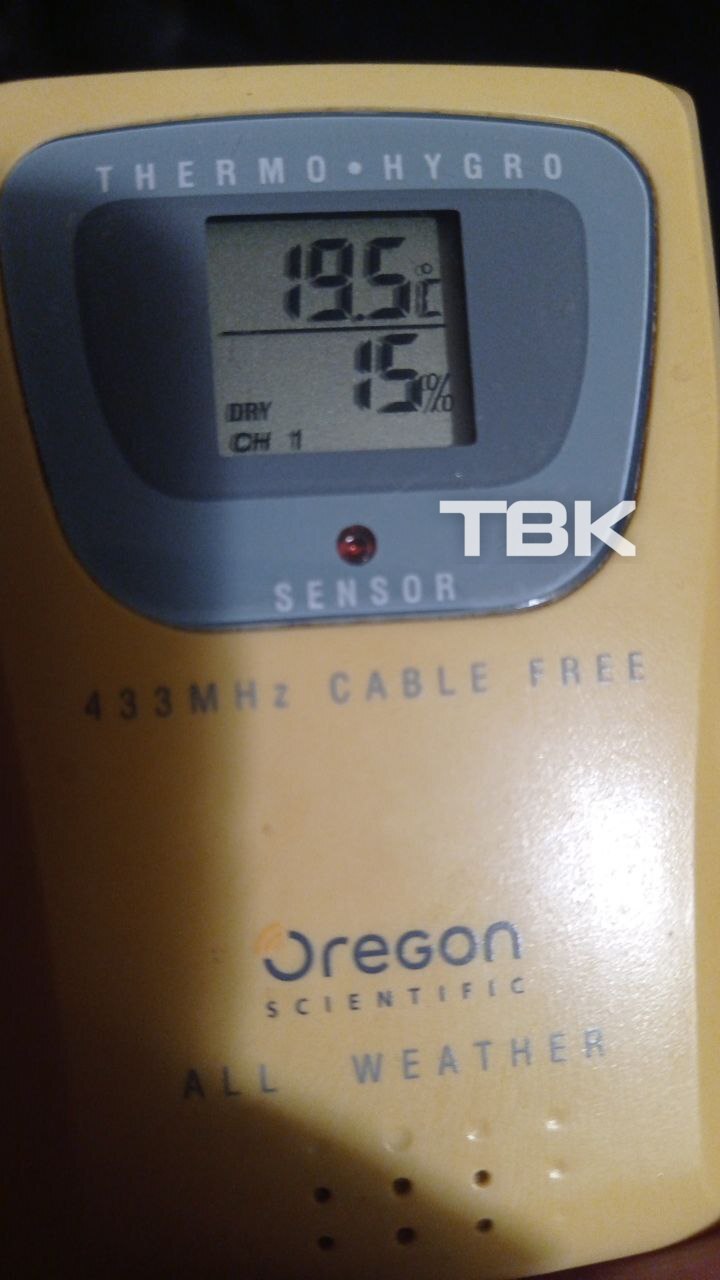 THERMO • HYGRO
19.5 °C
15 %
DRY
CH 1
TBK
SENSOR
433MHz CABLE FREE
Oregon
SCIENTIFIC
ALL WEATHER